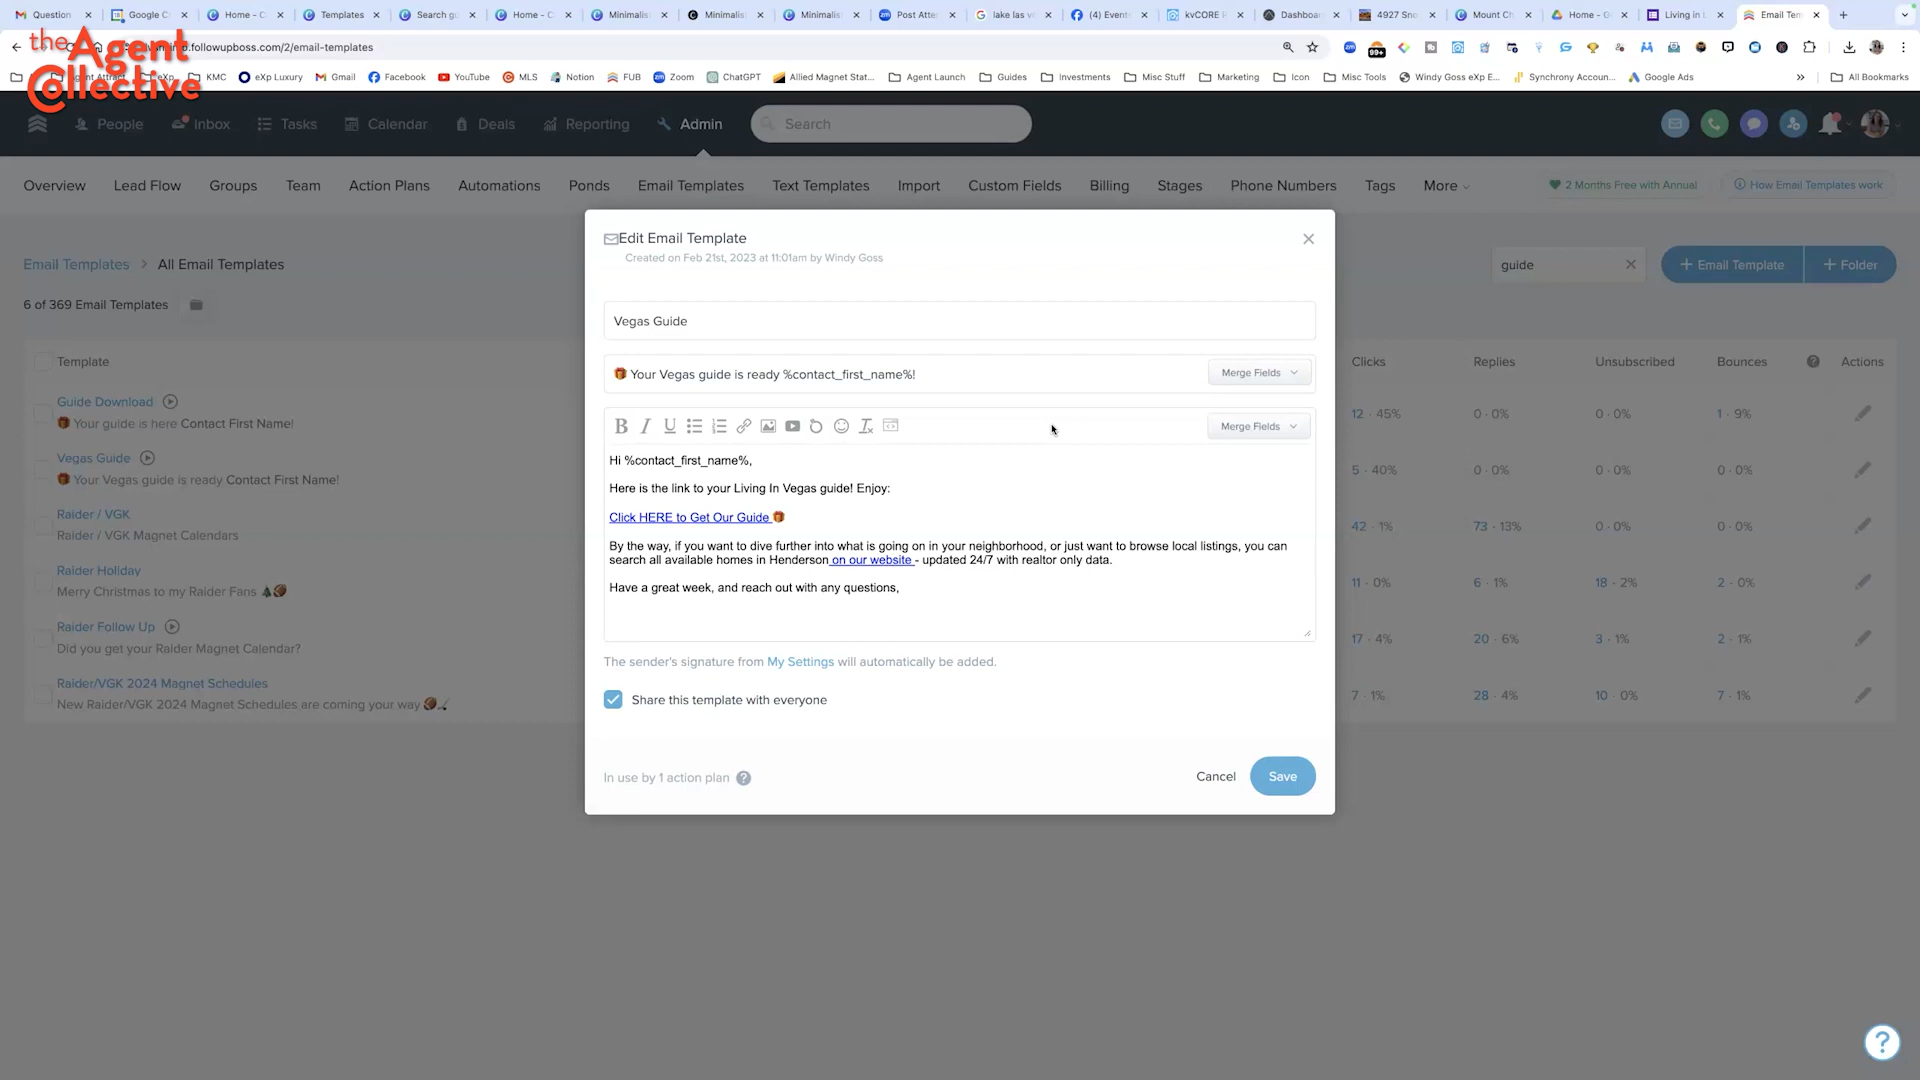 Question
Google C
Home - C
Templates
Search g
Home - C
Minimalis
Minimalis
Minimalis
Post Atte
lake las v
(4) Event
kvCORE F
Dashboa
4927 Sno
Mount Ch
Home - G
Living in L
Email Tem
.followupboss.com/2/email-templates
99+
the Agent Collective
Agent Attract
eXp
KMC
eXp Luxury
Gmail
Facebook
YouTube
MLS
Notion
FUB
Zoom
ChatGPT
Allied Magnet Stat...
Agent Launch
Guides
Investments
Misc Stuff
Marketing
Icon
Misc Tools
Windy Goss eXp E...
Synchrony Accoun...
Google Ads
All Bookmarks
People
Inbox
Tasks
Calendar
Deals
Reporting
Admin
Search
Overview
Lead Flow
Groups
Team
Action Plans
Automations
Ponds
Email Templates
Text Templates
Import
Custom Fields
Billing
Stages
Phone Numbers
Tags
More
2 Months Free with Annual
How Email Templates work
Email Templates > All Email Templates
guide
+ Email Template
+ Folder
6 of 369 Email Templates
Template
Clicks
Replies
Unsubscribed
Bounces
Actions
Guide Download
🎁 Your guide is here Contact First Name!
12 · 45%
0 · 0%
0 · 0%
1 · 9%
Vegas Guide
🎁 Your Vegas guide is ready Contact First Name!
5 · 40%
0 · 0%
0 · 0%
0 · 0%
Raider / VGK
Raider / VGK Magnet Calendars
42 · 1%
73 · 13%
0 · 0%
0 · 0%
Raider Holiday
Merry Christmas to my Raider Fans 🎄🏈
11 · 0%
6 · 1%
18 · 2%
2 · 0%
Raider Follow Up
Did you get your Raider Magnet Calendar?
17 · 4%
20 · 6%
3 · 1%
2 · 1%
Raider/VGK 2024 Magnet Schedules
New Raider/VGK 2024 Magnet Schedules are coming your way 🏈🏒
7 · 1%
28 · 4%
10 · 0%
7 · 1%
Edit Email Template
Created on Feb 21st, 2023 at 11:01am by Windy Goss
Vegas Guide
🎁 Your Vegas guide is ready %contact_first_name%!
Merge Fields
B I U
Merge Fields
Hi %contact_first_name%,
Here is the link to your Living In Vegas guide! Enjoy:
Click HERE to Get Our Guide 🎁
By the way, if you want to dive further into what is going on in your neighborhood, or just want to browse local listings, you can
search all available homes in Henderson on our website - updated 24/7 with realtor only data.
Have a great week, and reach out with any questions,
The sender's signature from My Settings will automatically be added.
Share this template with everyone
In use by 1 action plan ?
Cancel
Save
?